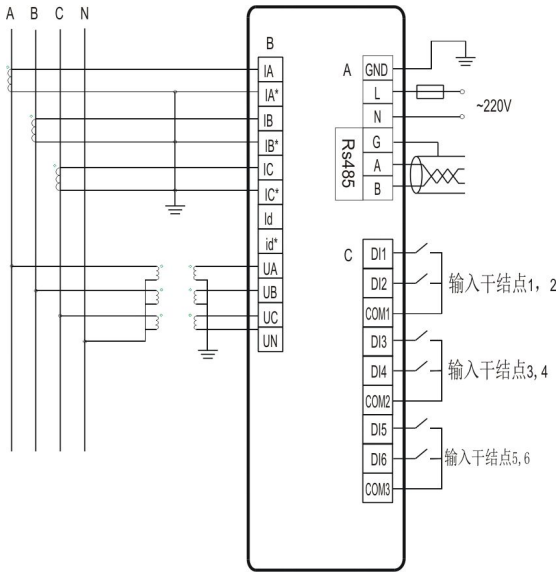 A B C N
B
IA
IA*
IB
IB*
IC
IC*
Id
id*
UA
UB
UC
UN
A
GND
L
N
~220V
Rs485
G
A
B
C
DI1
DI2
COM1
输入干结点1，2
DI3
DI4
COM2
输入干结点3,4
DI5
DI6
COM3
输入干结点5,6